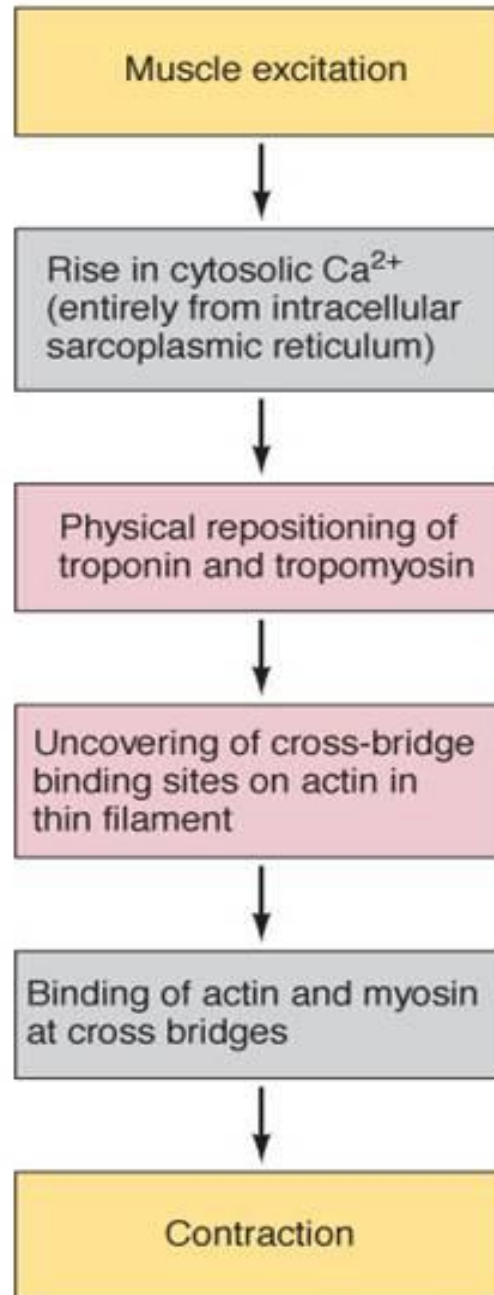 Muscle excitation
Rise in cytosolic Ca²⁺
(entirely from intracellular
sarcoplasmic reticulum)
Physical repositioning of
troponin and tropomyosin
Uncovering of cross-bridge
binding sites on actin in
thin filament
Binding of actin and myosin
at cross bridges
Contraction